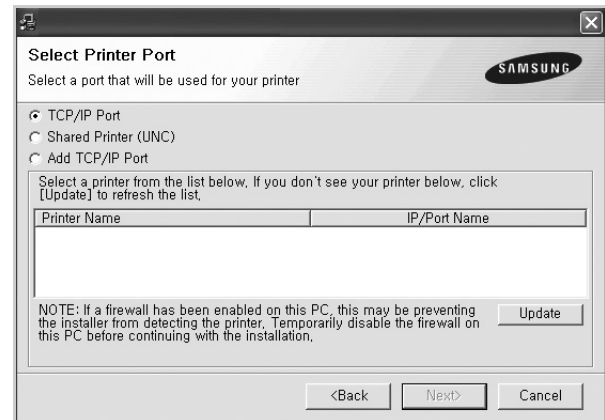 Select Printer Port
Select a port that will be used for your printer
SAMSUNG
TCP/IP Port
Shared Printer (UNC)
Add TCP/IP Port
Select a printer from the list below, If you don't see your printer below, click
[Update] to refresh the list,
Printer Name IP/Port Name
NOTE: If a firewall has been enabled on this PC, this may be preventing
the installer from detecting the printer, Temporarily disable the firewall on
this PC before continuing with the installation,
Update
<Back Next> Cancel